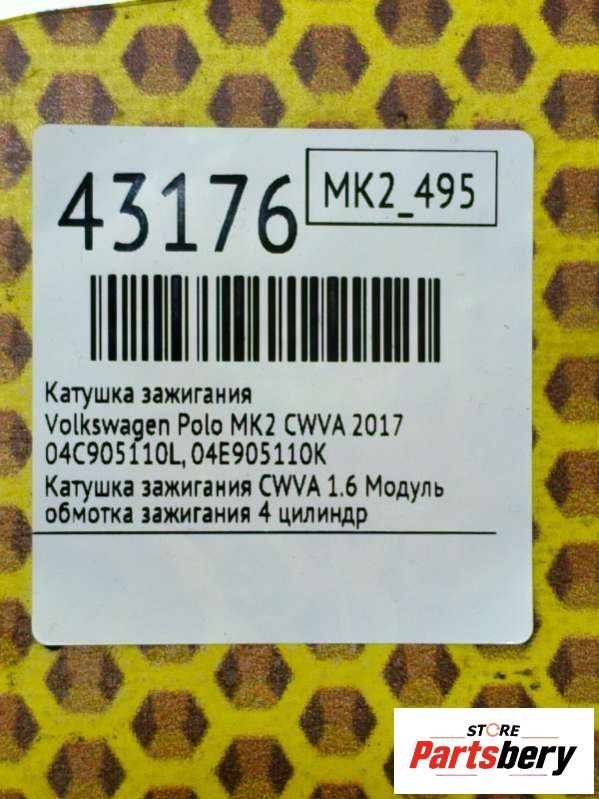 43176
MK2_495
Катушка зажигания
Volkswagen Polo MK2 CWVA 2017
04C905110L, 04E905110K
Катушка зажигания CWVA 1.6 Модуль
обмотка зажигания 4 цилиндр
STORE
Partsbery